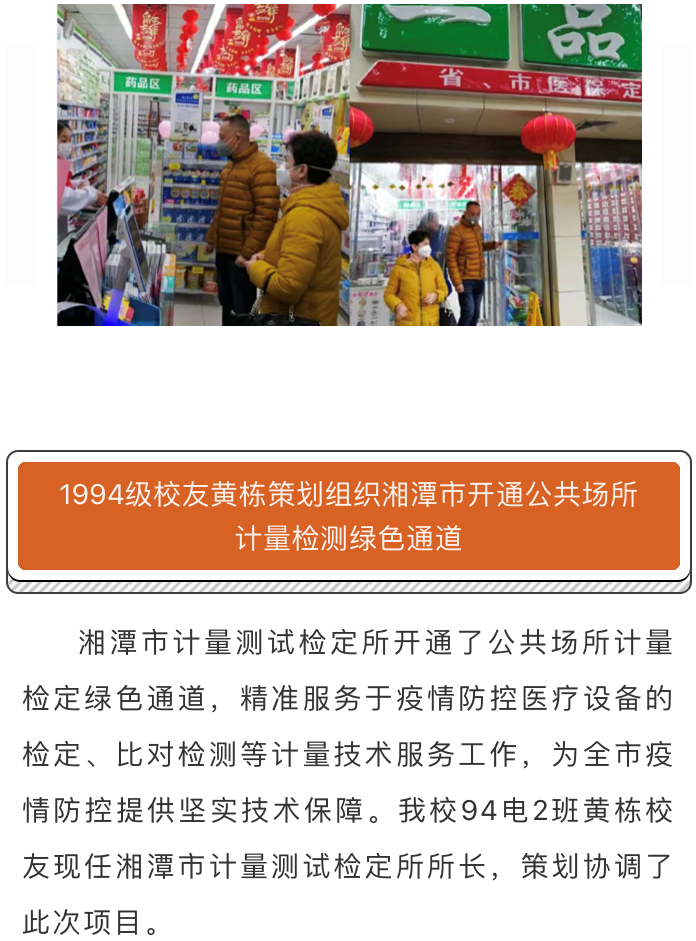 药品区
药品区
品
省、市医保定
1994级校友黄栋策划组织湘潭市开通公共场所
计量检测绿色通道
湘潭市计量测试检定所开通了公共场所计量
检定绿色通道，精准服务于疫情防控医疗设备的
检定、比对检测等计量技术服务工作，为全市疫
情防控提供坚实技术保障。我校94电2班黄栋校
友现任湘潭市计量测试检定所所长，策划协调了
此次项目。